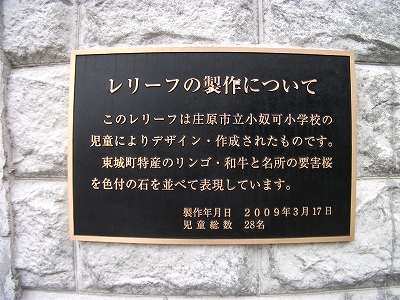 レリーフの製作について
このレリーフは庄原市立小奴可小学校の
児童によりデザイン・作成されたものです。
東城町特産のリンゴ・和牛と名所の要害桜
を色付の石を並べて表現しています。
製作年月日　２００９年３月１７日
児童総数　28名